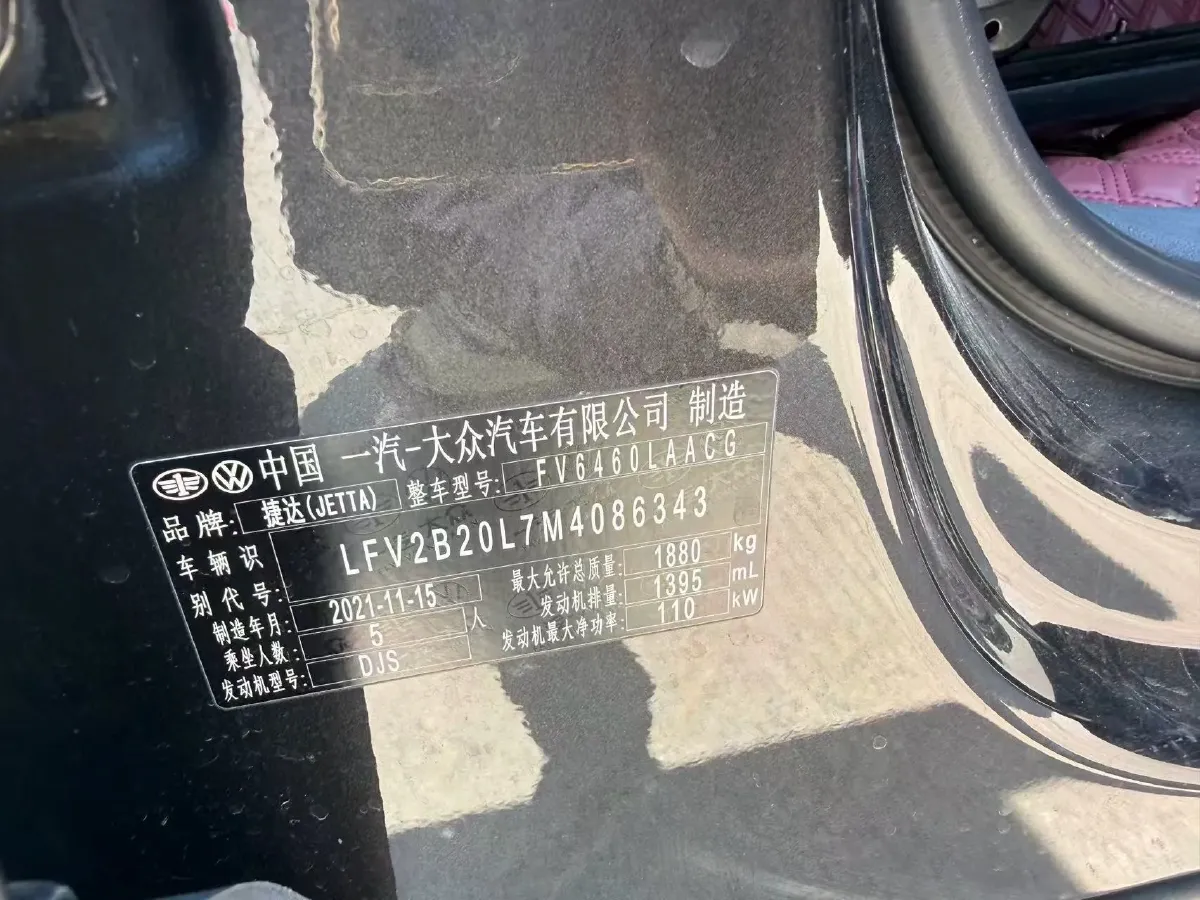 中国 一汽-大众汽车有限公司 制造
品牌: 捷达(JETTA) 整车型号: FV6460LAACG
车辆识别代号: LFV2B20L7M4086343
制造年月: 2021-11-15 最大允许总质量: 1880 kg
乘坐人数: 5 人 发动机排量: 1395 mL
发动机型号: DJS 发动机最大净功率: 110 kW